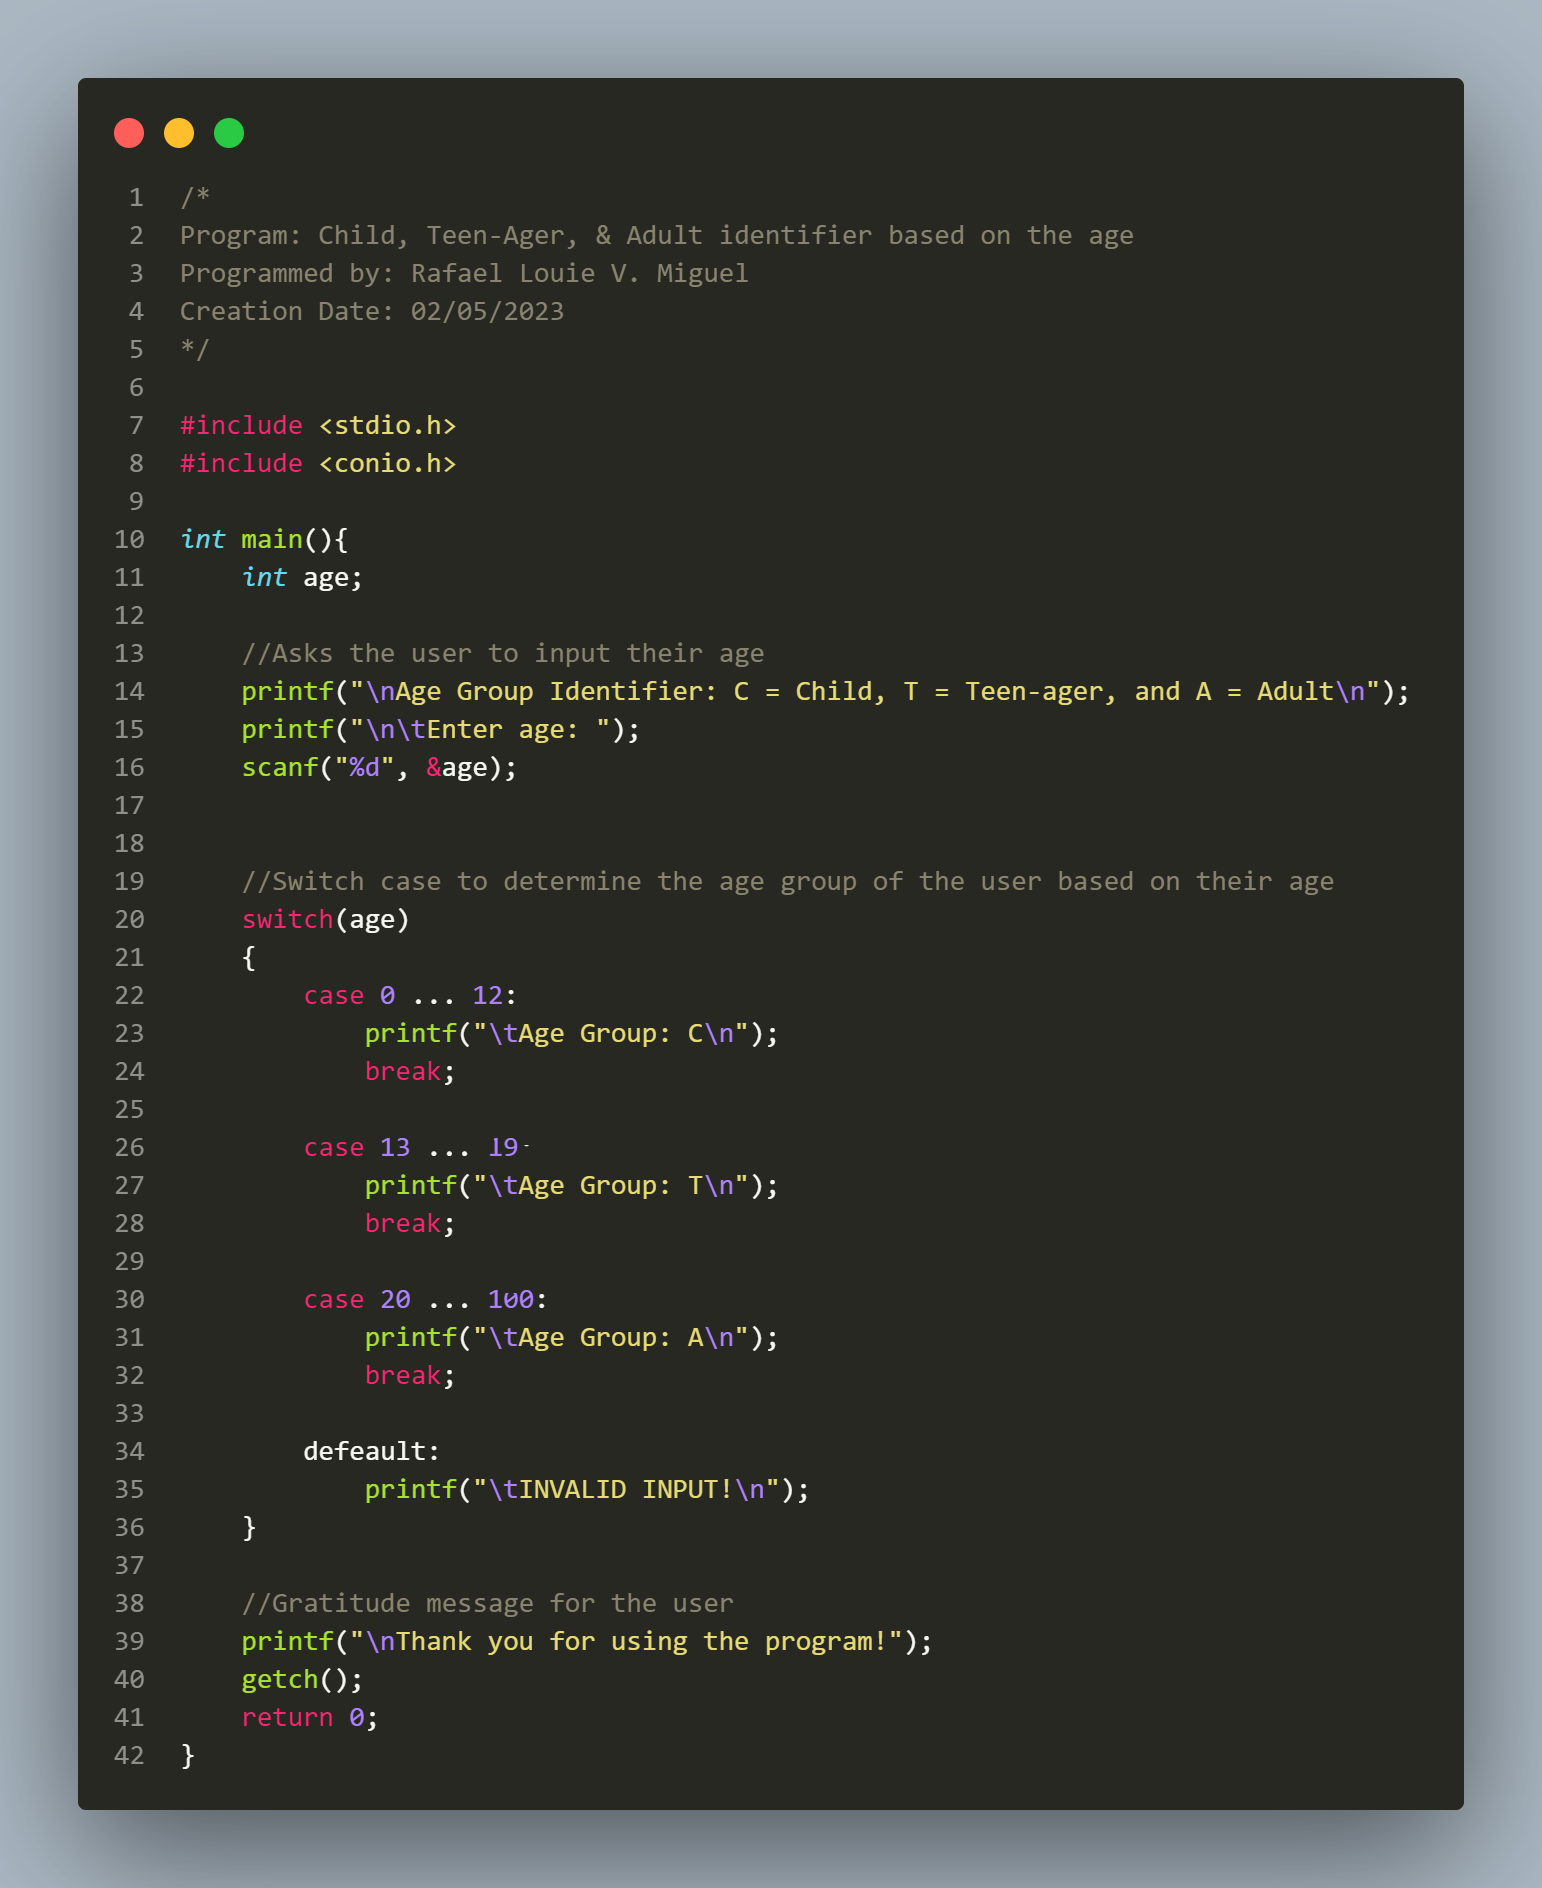 1 /*
2 Program: Child, Teen-Ager, & Adult identifier based on the age
3 Programmed by: Rafael Louie V. Miguel
4 Creation Date: 02/05/2023
5 */
6
7 #include <stdio.h>
8 #include <conio.h>
9
10 int main(){
11     int age;
12
13     //Asks the user to input their age
14     printf("\nAge Group Identifier: C = Child, T = Teen-ager, and A = Adult\n");
15     printf("\n\tEnter age: ");
16     scanf("%d", &age);
17
18
19     //Switch case to determine the age group of the user based on their age
20     switch(age)
21     {
22         case 0 ... 12:
23             printf("\tAge Group: C\n");
24             break;
25
26         case 13 ... 19
27             printf("\tAge Group: T\n");
28             break;
29
30         case 20 ... 100:
31             printf("\tAge Group: A\n");
32             break;
33
34         defeault:
35             printf("\tINVALID INPUT!\n");
36     }
37
38     //Gratitude message for the user
39     printf("\nThank you for using the program!");
40     getch();
41     return 0;
42 }